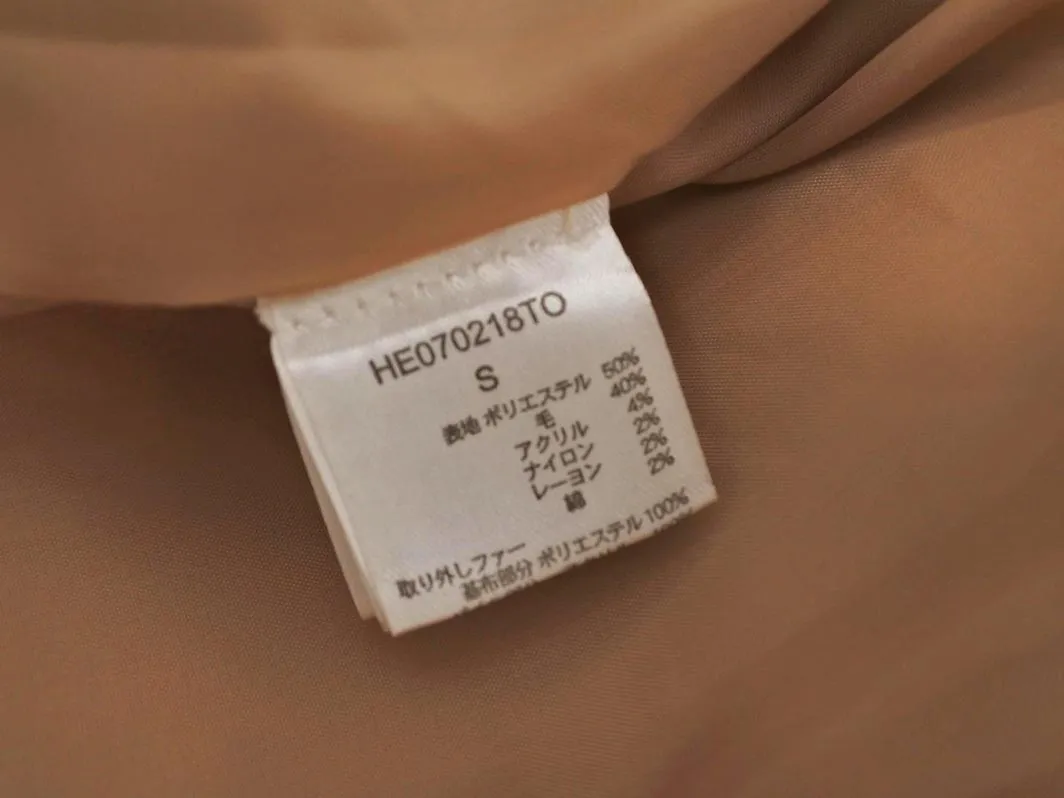 HE070218TO
S
表地 ポリエステル 50%
毛 40%
アクリル 4%
ナイロン 2%
レーヨン 2%
綿 2%
取り外しファー
基布部分 ポリエステル 100%